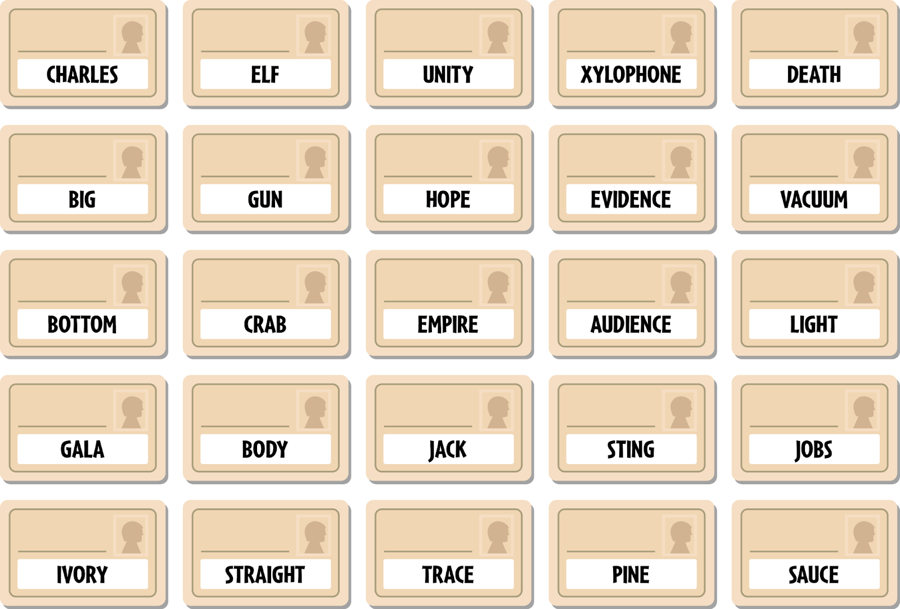 CHARLES ELF UNITY XYLOPHONE DEATH
BIG GUN HOPE EVIDENCE VACUUM
BOTTOM CRAB EMPIRE AUDIENCE LIGHT
GALA BODY JACK STING JOBS
IVORY STRAIGHT TRACE PINE SAUCE